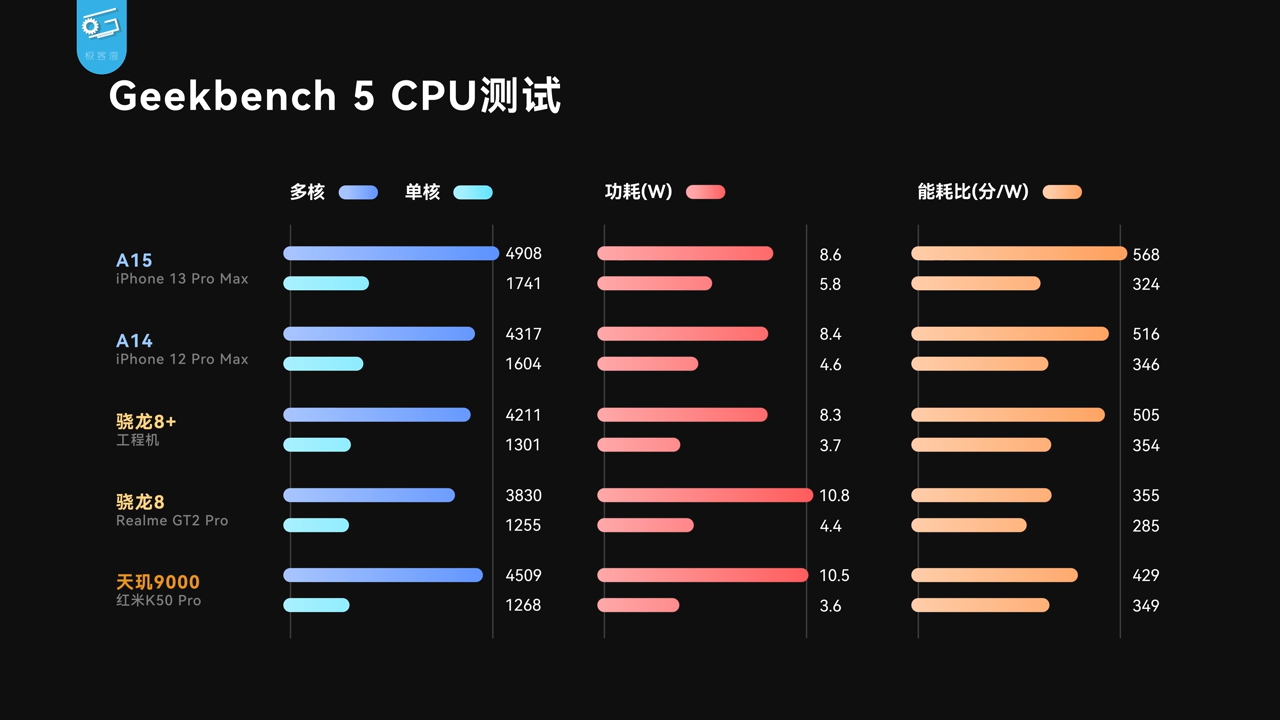 极客湾
Geekbench 5 CPU测试
多核 单核 功耗(W) 能耗比(分/W)
A15 4908 8.6 568
iPhone 13 Pro Max 1741 5.8 324
A14 4317 8.4 516
iPhone 12 Pro Max 1604 4.6 346
骁龙8+ 4211 8.3 505
工程机 1301 3.7 354
骁龙8 3830 10.8 355
Realme GT2 Pro 1255 4.4 285
天玑9000 4509 10.5 429
红米K50 Pro 1268 3.6 349